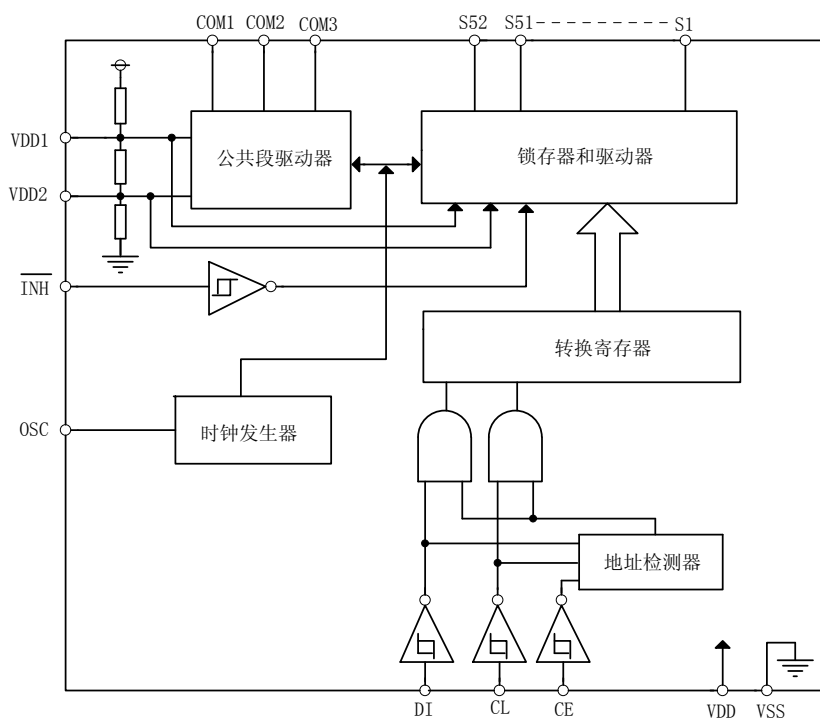 COM1 COM2 COM3 S52 S51 S1
VDD1
公共段驱动器
锁存器和驱动器
VDD2
INH
转换寄存器
OSC
时钟发生器
地址检测器
DI CL CE VDD VSS